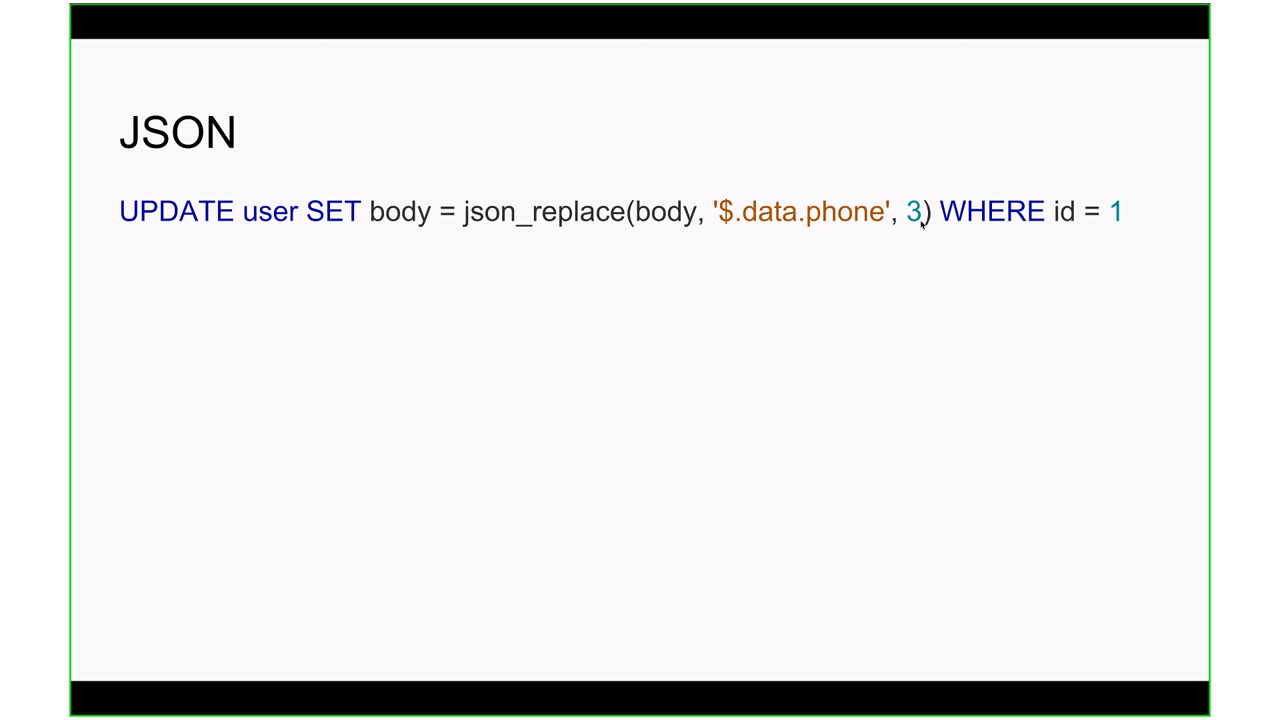 JSON
UPDATE user SET body = json_replace(body, '$.data.phone', 3) WHERE id = 1